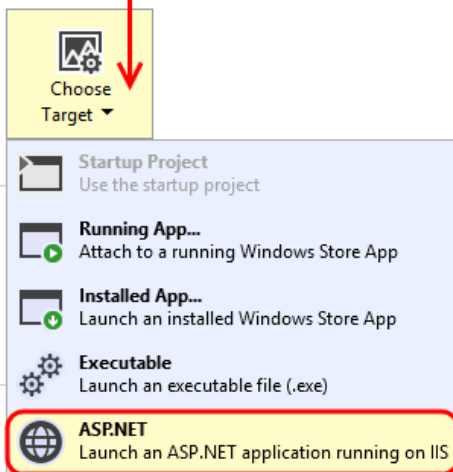 Choose
Target
Startup Project
Use the startup project
Running App...
Attach to a running Windows Store App
Installed App...
Launch an installed Windows Store App
Executable
Launch an executable file (.exe)
ASP.NET
Launch an ASP.NET application running on IIS